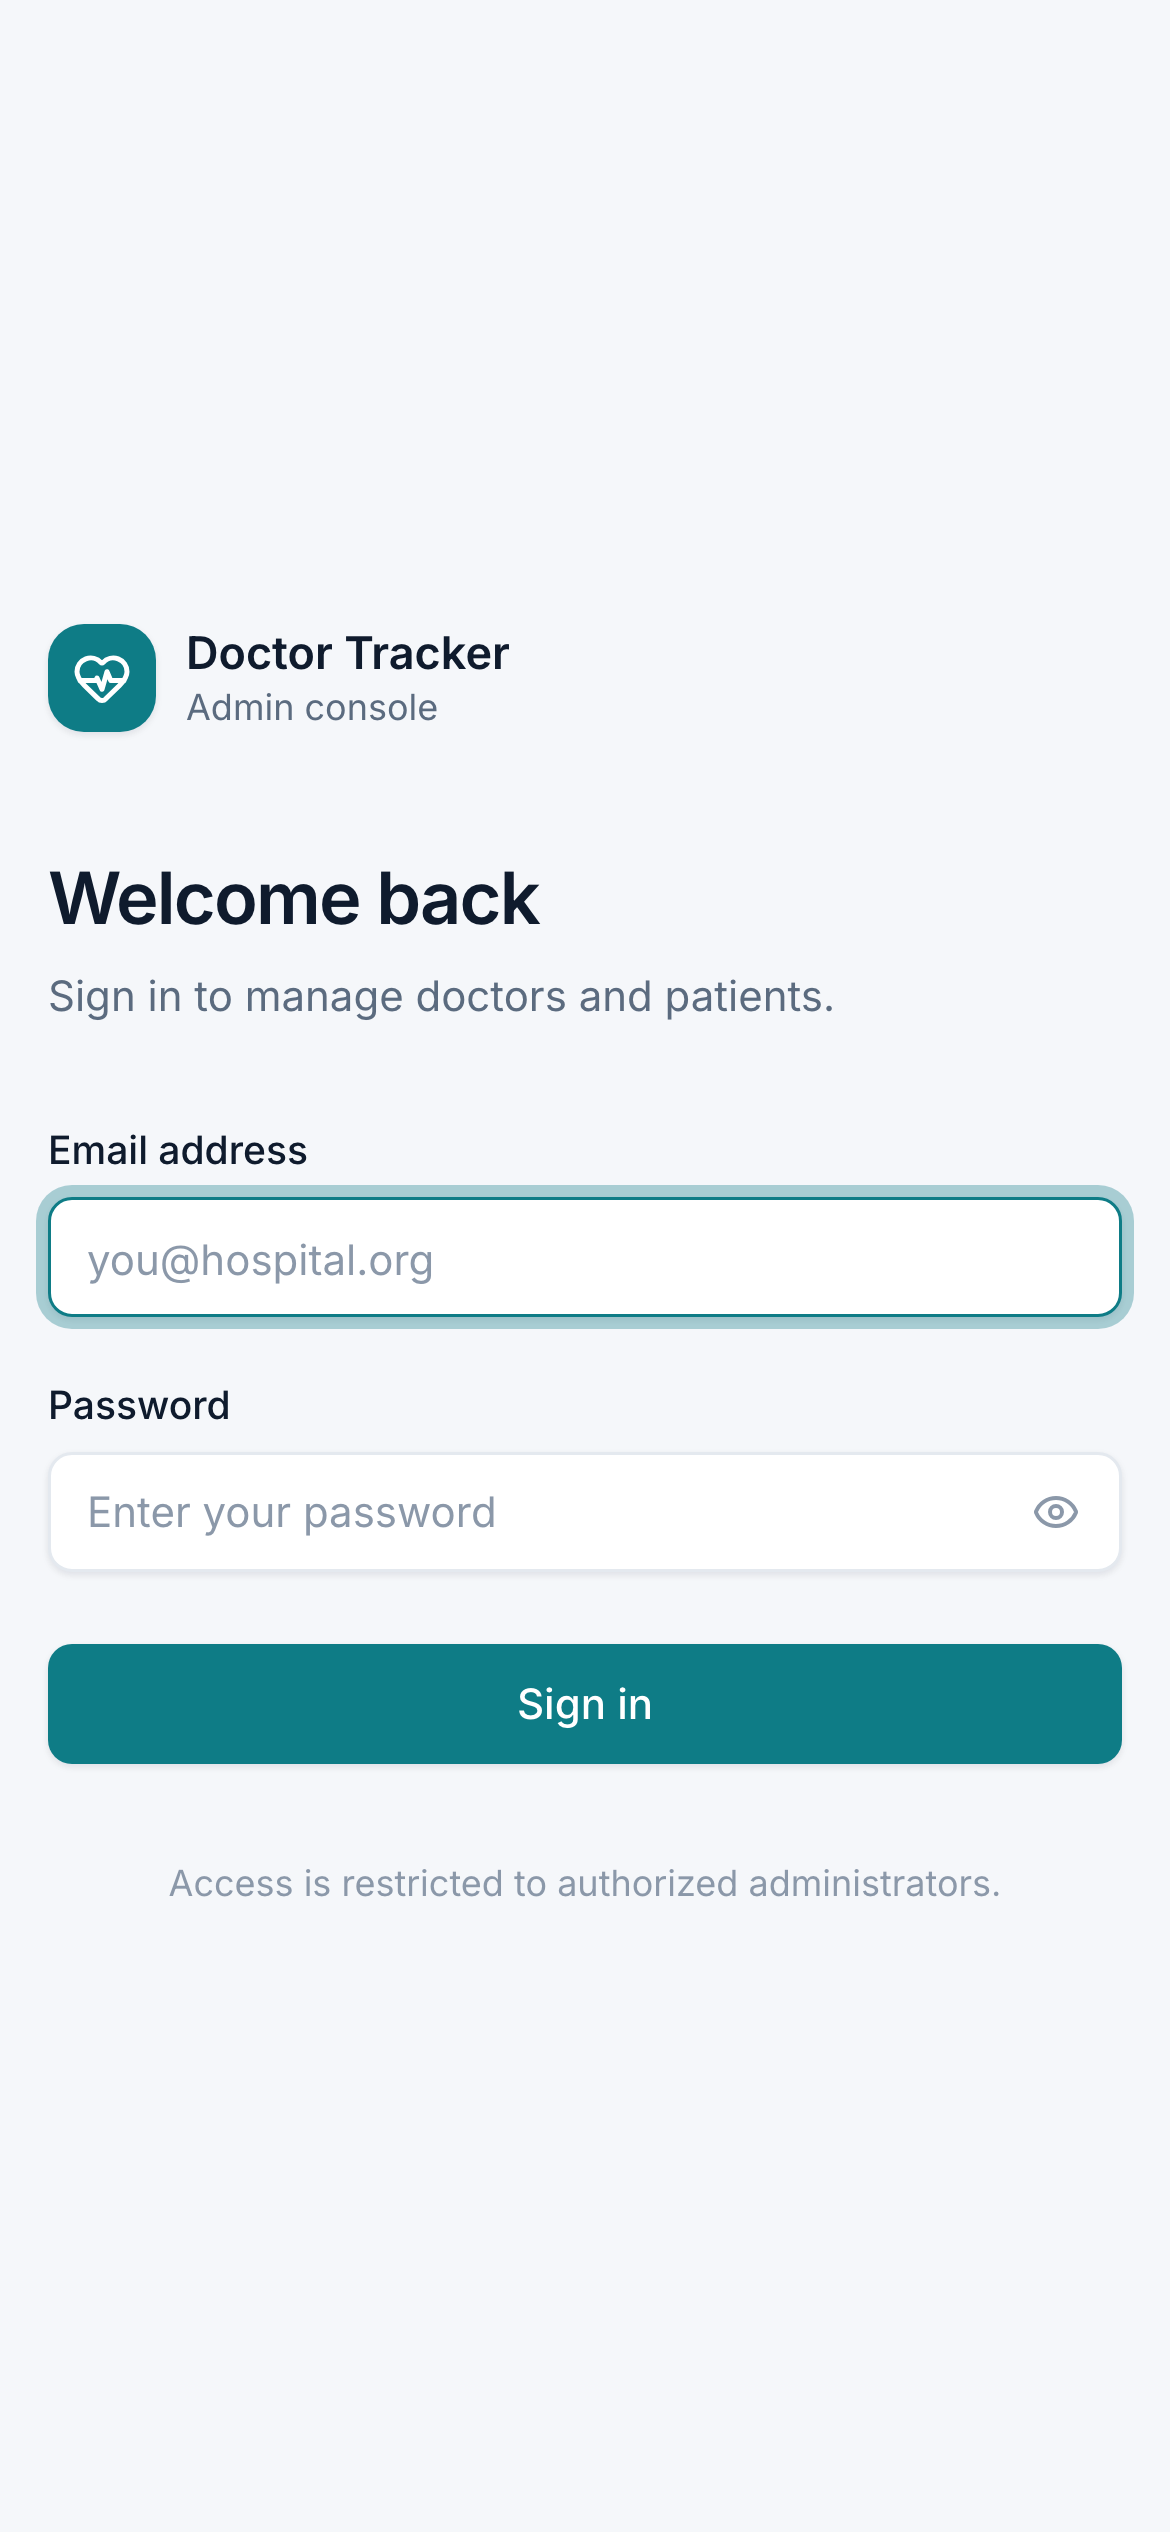 Doctor Tracker
Admin console
Welcome back
Sign in to manage doctors and patients.
Email address
you@hospital.org
Password
Enter your password
Sign in
Access is restricted to authorized administrators.